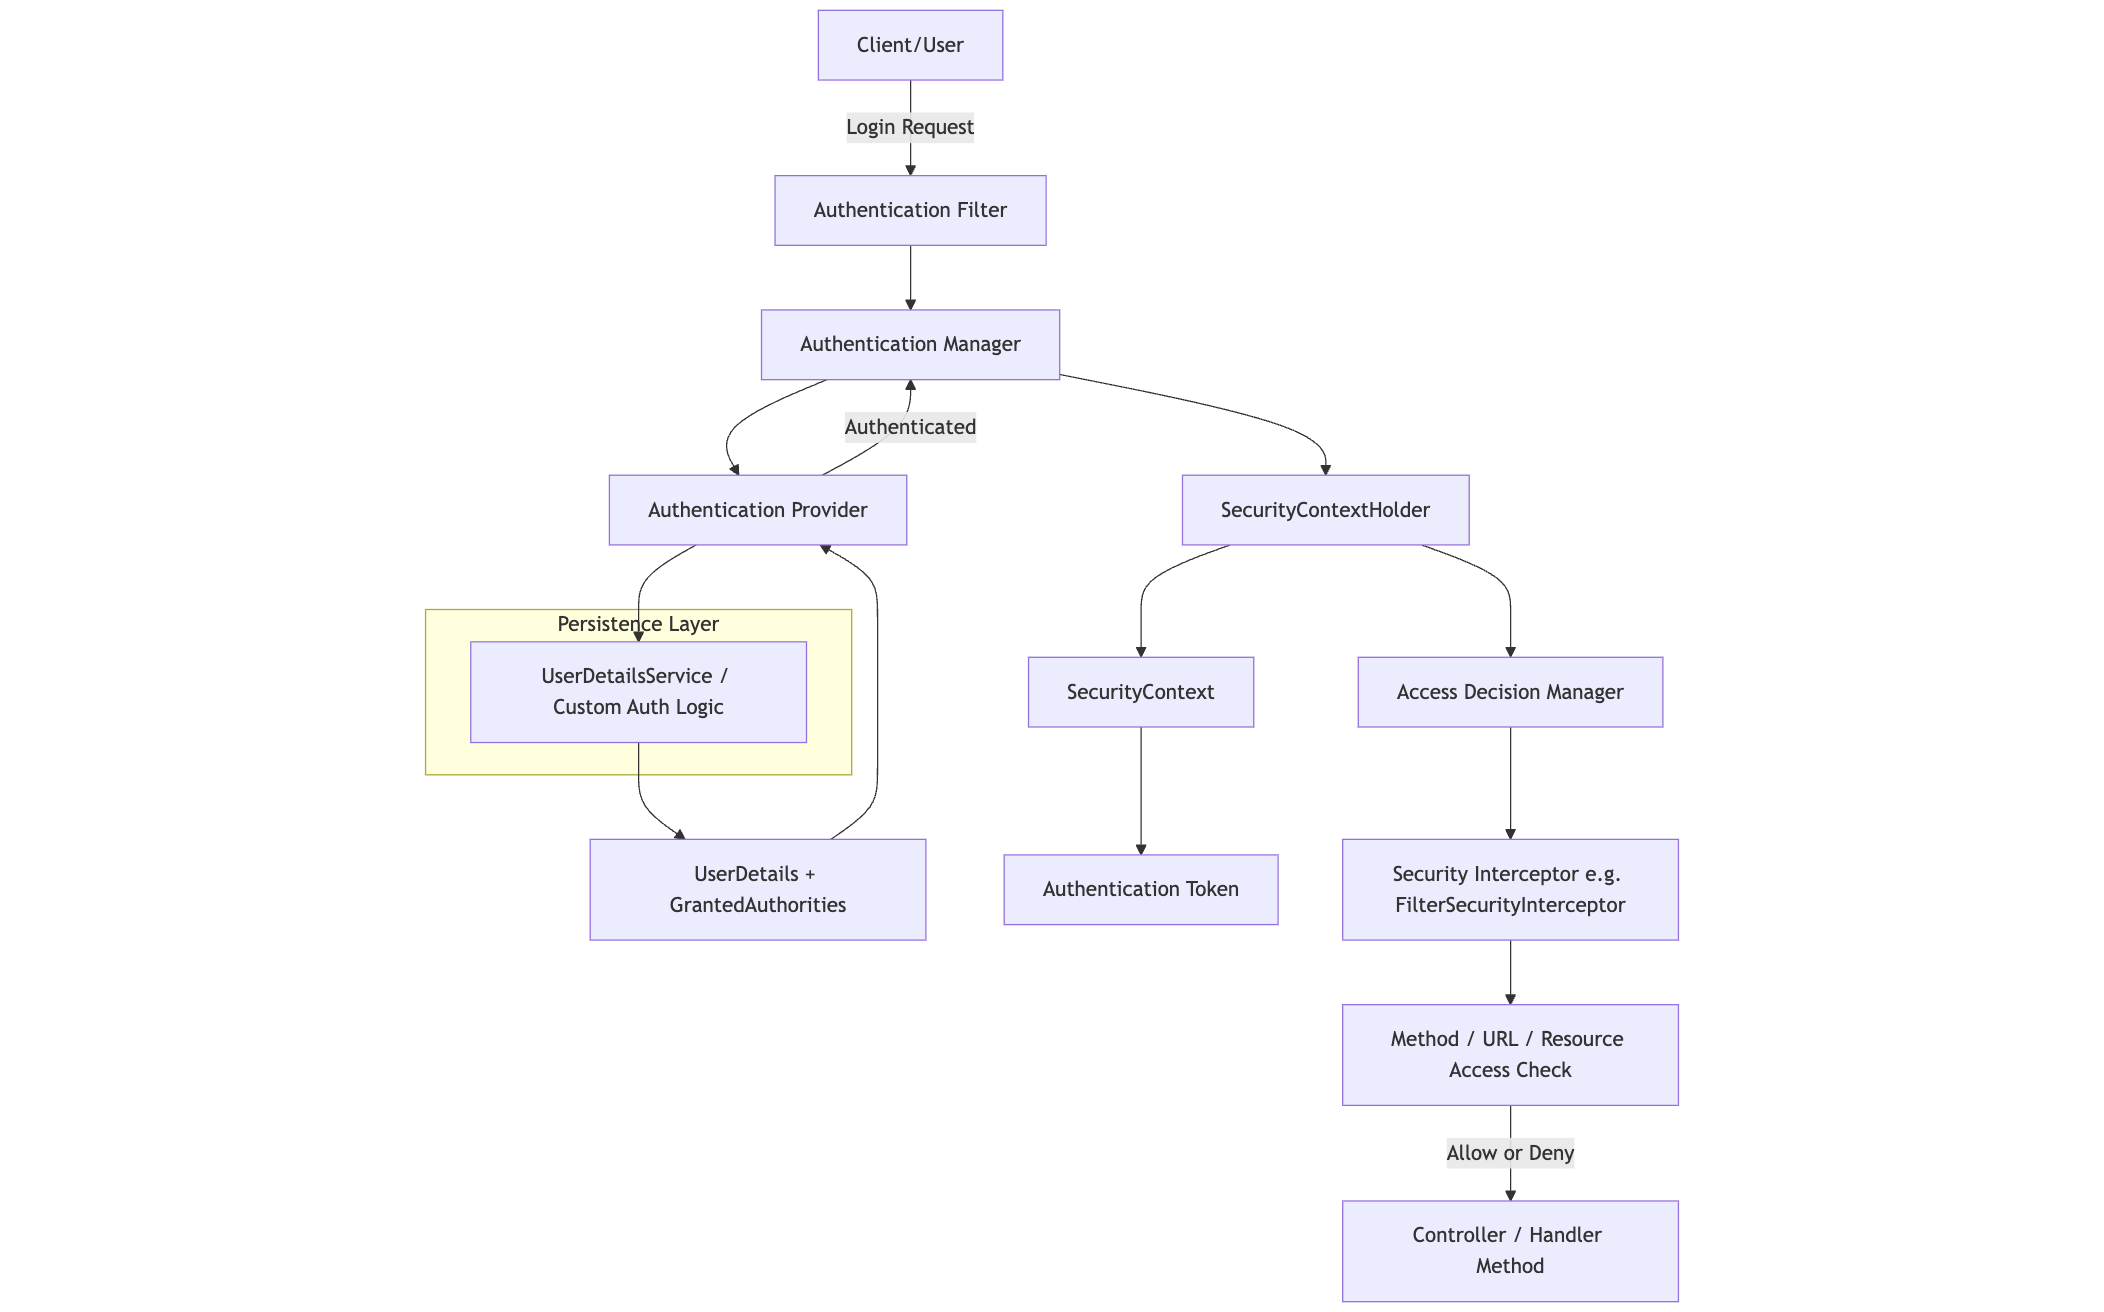 Client/User
Login Request
Authentication Filter
Authentication Manager
Authenticated
Authentication Provider
SecurityContextHolder
Persistence Layer
UserDetailsService /
Custom Auth Logic
SecurityContext
Access Decision Manager
UserDetails +
GrantedAuthorities
Authentication Token
Security Interceptor e.g.
FilterSecurityInterceptor
Method / URL / Resource
Access Check
Allow or Deny
Controller / Handler
Method